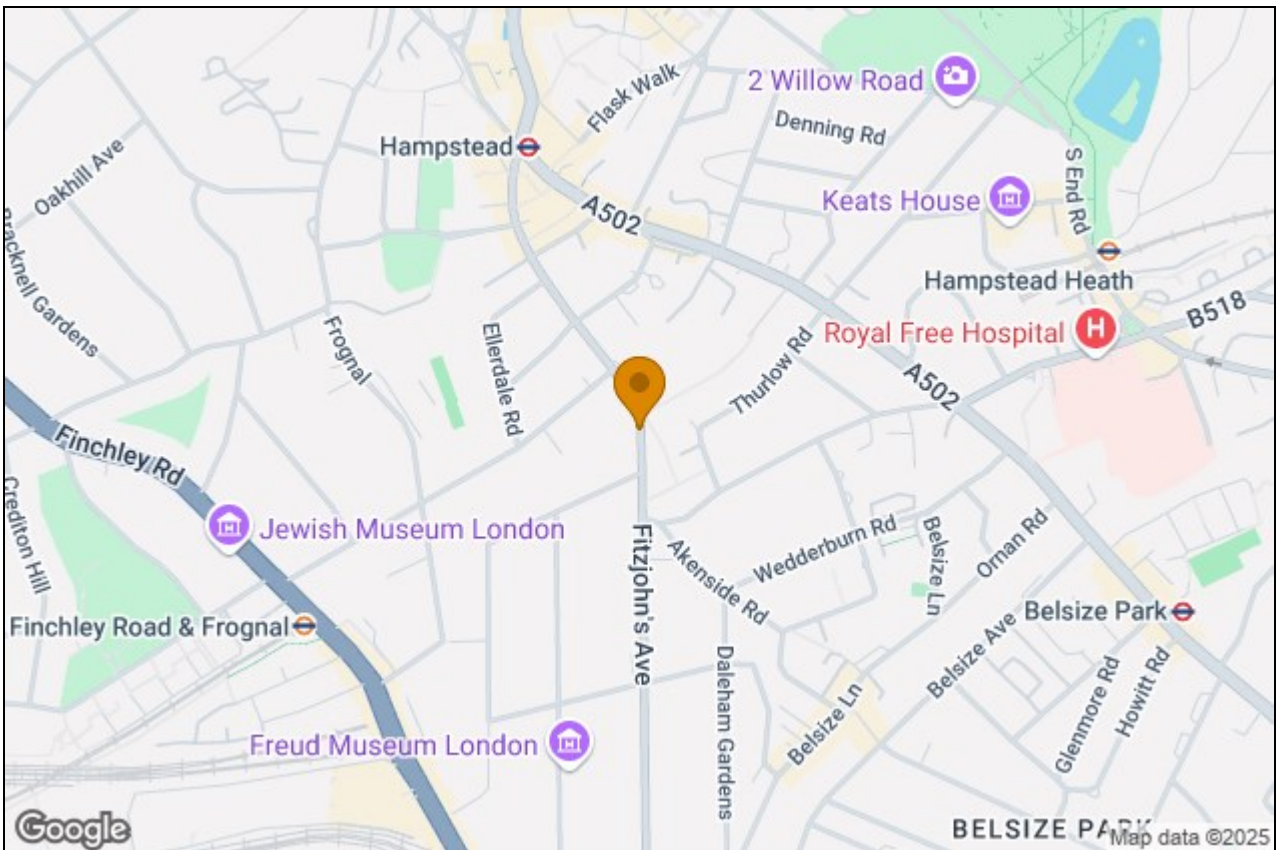 2 Willow Road
Flask Walk
Denning Rd
Hampstead
Oakhill Ave
S End Rd
Keats House
A502
Bracknell Gardens
Hampstead Heath
B518
Frognal
Ellerdale Rd
Royal Free Hospital
H
Thurlow Rd
A502
Finchley Rd
Crediton Hill
Jewish Museum London
Fitzjohn's Ave
Akenside Rd
Wedderburn Rd
Belsize Ln
Ornan Rd
Finchley Road & Frognal
Belsize Park
Belsize Ave
Daleham Gardens
Glenmore Rd
Howitt Rd
Belsize Ln
Freud Museum London
BELSIZE PARK
Google
Map data ©2025